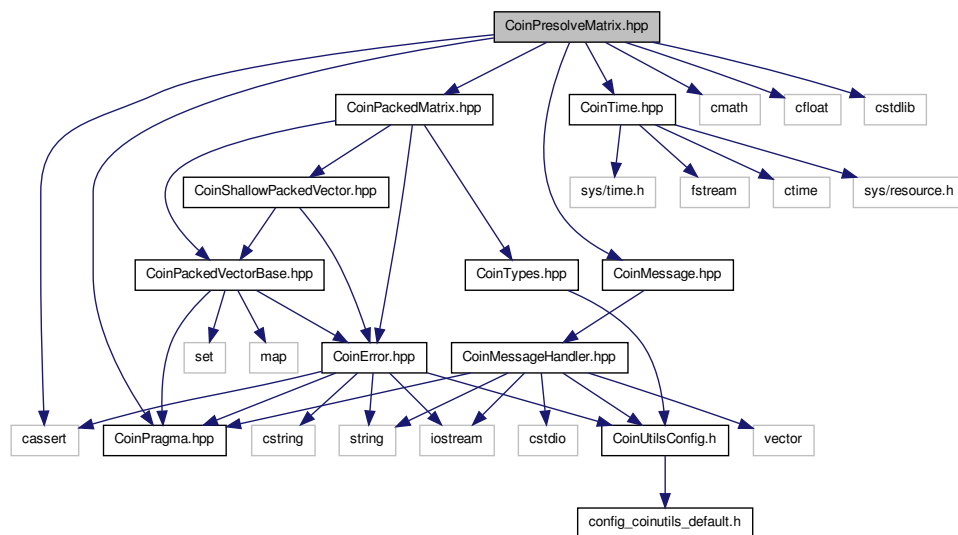 CoinPresolveMatrix.hpp
CoinPackedMatrix.hpp
CoinTime.hpp
cmath
cfloat
cstdlib
CoinShallowPackedVector.hpp
sys/time.h
fstream
ctime
sys/resource.h
CoinPackedVectorBase.hpp
CoinTypes.hpp
CoinMessage.hpp
set
map
CoinError.hpp
CoinMessageHandler.hpp
cassert
CoinPragma.hpp
cstring
string
iostream
cstdio
CoinUtilsConfig.h
vector
config_coinutils_default.h